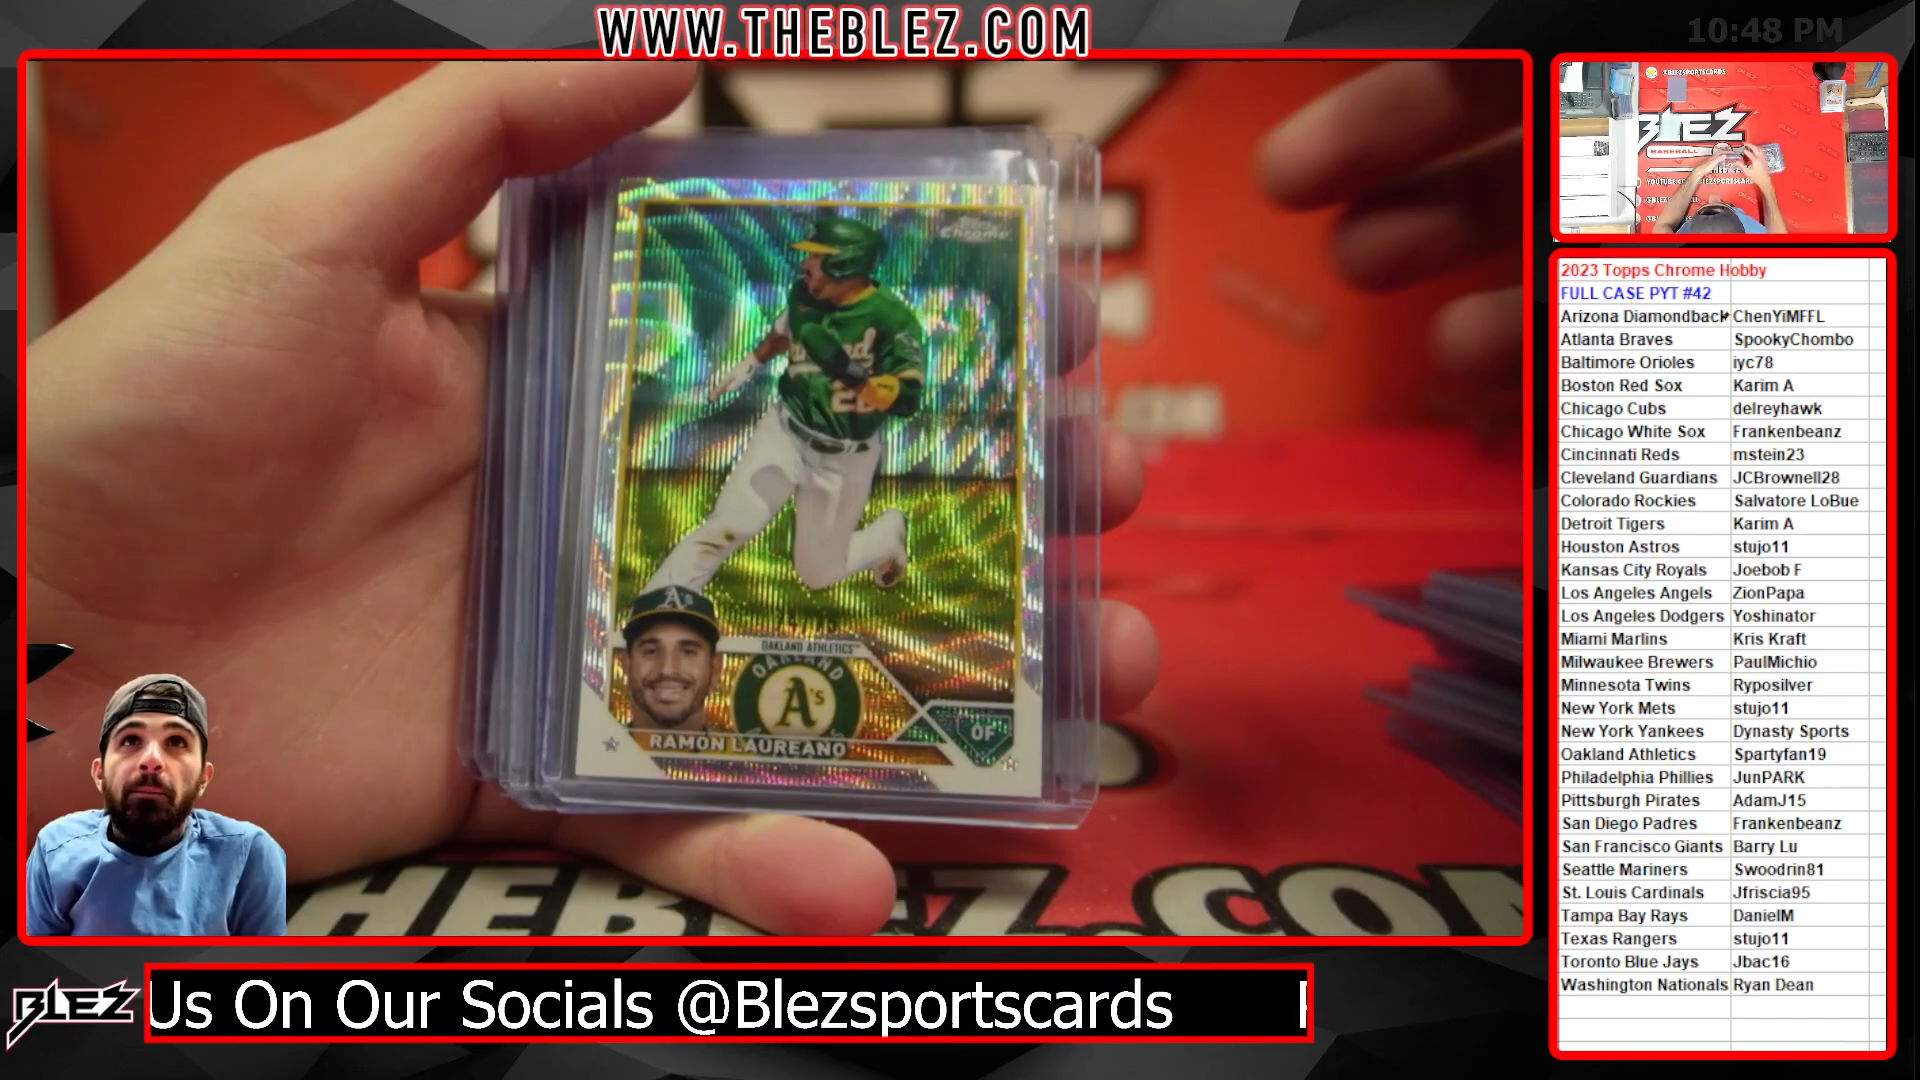 WWW.THEBLEZ.COM
10:48 PM
Chrome
OAKLAND ATHLETICS
OAKLAND
A's
A's
RAMÓN LAUREANO
OF
BLEZ
BASEBALL
2023 Topps Chrome Hobby
FULL CASE PYT #42
Arizona Diamondback ChenYiMFFL
Atlanta Braves SpookyChombo
Baltimore Orioles iyc78
Boston Red Sox Karim A
Chicago Cubs delreyhawk
Chicago White Sox Frankenbeanz
Cincinnati Reds mstein23
Cleveland Guardians JCBrownell28
Colorado Rockies Salvatore LoBue
Detroit Tigers Karim A
Houston Astros stujo11
Kansas City Royals Joebob F
Los Angeles Angels ZionPapa
Los Angeles Dodgers Yoshinator
Miami Marlins Kris Kraft
Milwaukee Brewers PaulMichio
Minnesota Twins Ryposilver
New York Mets stujo11
New York Yankees Dynasty Sports
Oakland Athletics Spartyfan19
Philadelphia Phillies JunPARK
Pittsburgh Pirates AdamJ15
San Diego Padres Frankenbeanz
San Francisco Giants Barry Lu
Seattle Mariners Swoodrin81
St. Louis Cardinals Jfriscia95
Tampa Bay Rays DanielM
Texas Rangers stujo11
Toronto Blue Jays Jbac16
Washington Nationals Ryan Dean
HEBLEZ.COM
BLEZ
Us On Our Socials @Blezsportscards